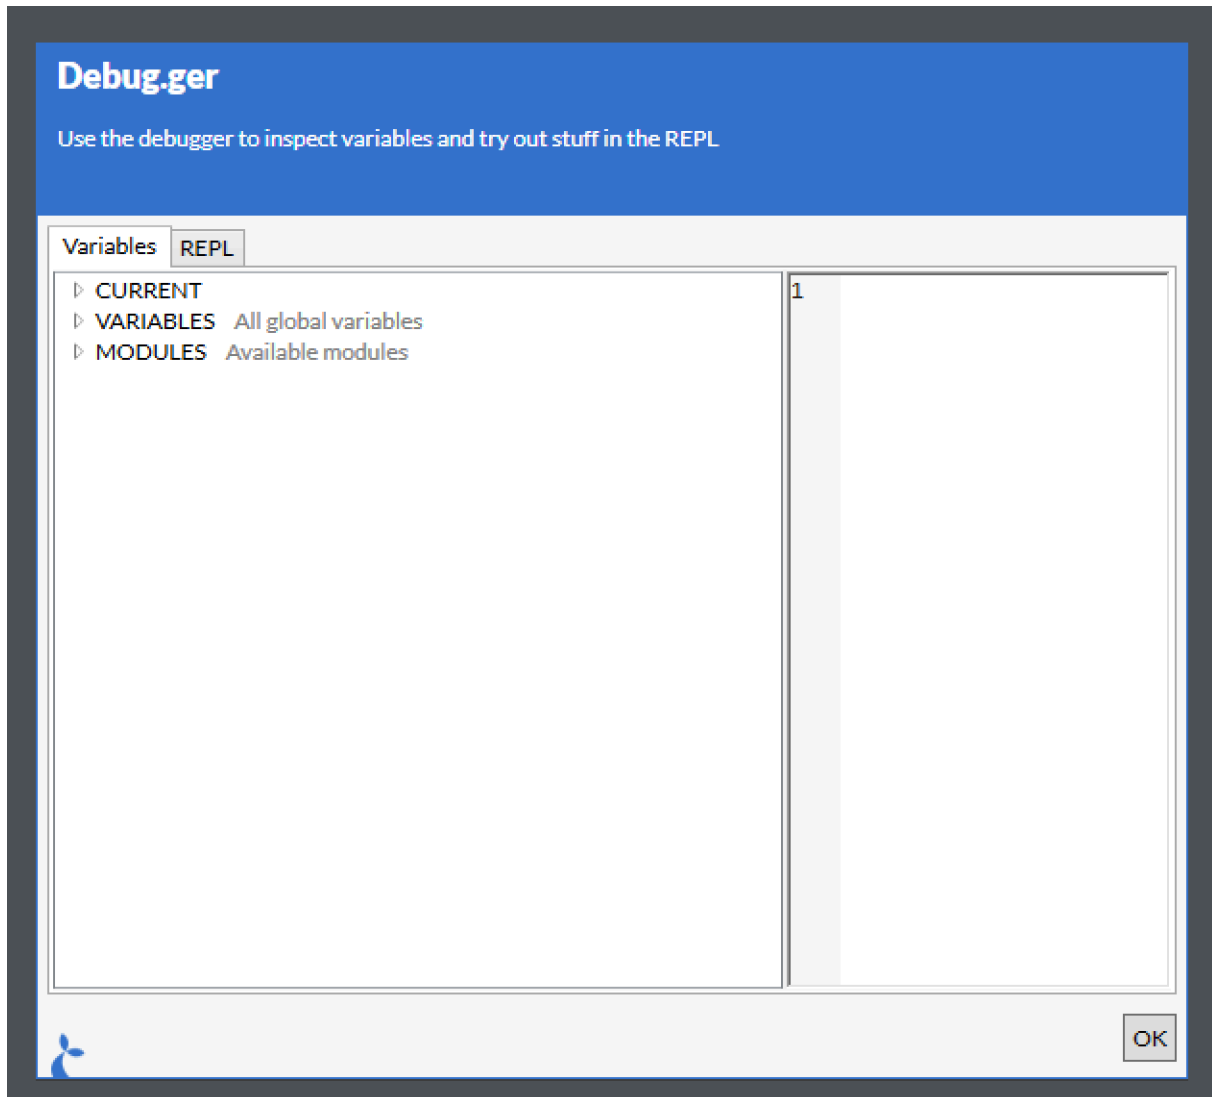 Debug.ger
Use the debugger to inspect variables and try out stuff in the REPL
Variables REPL
CURRENT
VARIABLES All global variables
MODULES Available modules
1
OK